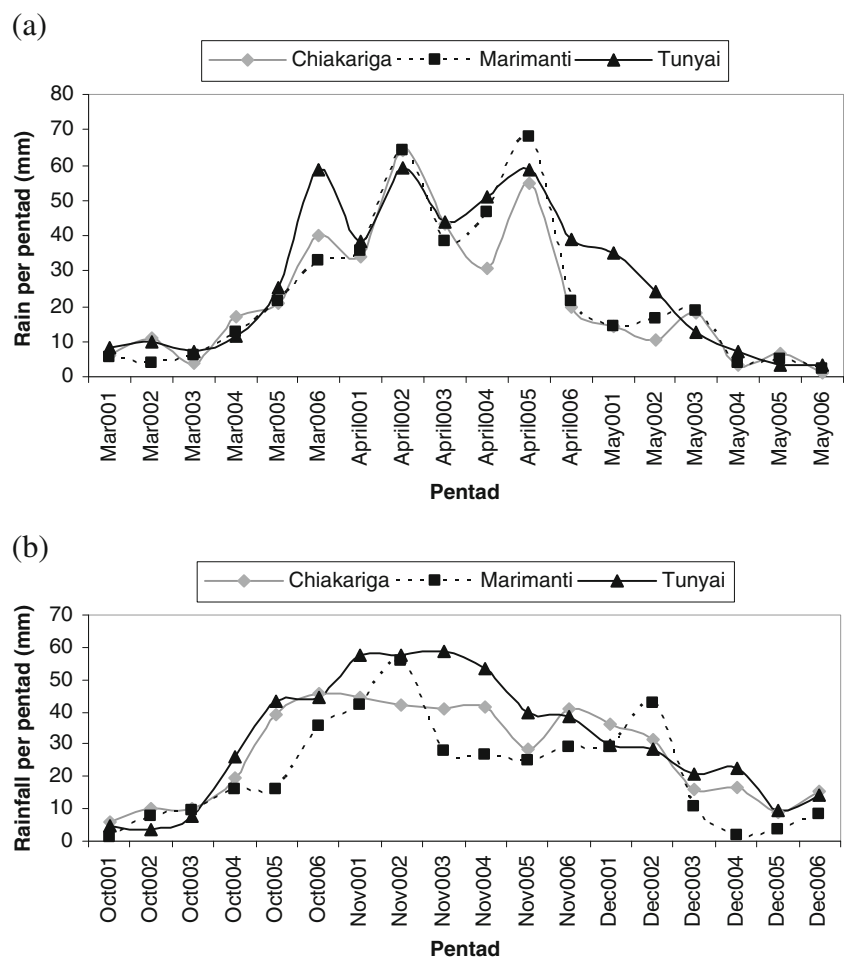 (a)
Chiakariga Marimanti Tunyai
Rain per pentad (mm)
80
70
60
50
40
30
20
10
0
Mar001 Mar002 Mar003 Mar004 Mar005 Mar006 April001 April002 April003 April004 April005 April006 May001 May002 May003 May004 May005 May006
Pentad
(b)
Chiakariga Marimanti Tunyai
Rainfall per pentad (mm)
70
60
50
40
30
20
10
0
Oct001 Oct002 Oct003 Oct004 Oct005 Oct006 Nov001 Nov002 Nov003 Nov004 Nov005 Nov006 Dec001 Dec002 Dec003 Dec004 Dec005 Dec006
Pentad